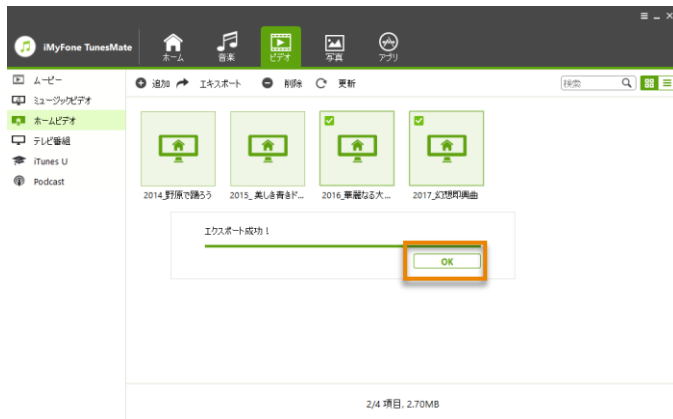 iMyFone TunesMate
ホーム
音楽
ビデオ
写真
アプリ
ムービー
ミュージックビデオ
ホームビデオ
テレビ番組
iTunes U
Podcast
追加 エキスポート 削除 更新
検索
2014_野原で踊ろう
2015_美しき青きド...
2016_華麗なる大...
2017_幻想即興曲
エクスポート成功！
OK
2/4 項目, 2.70MB